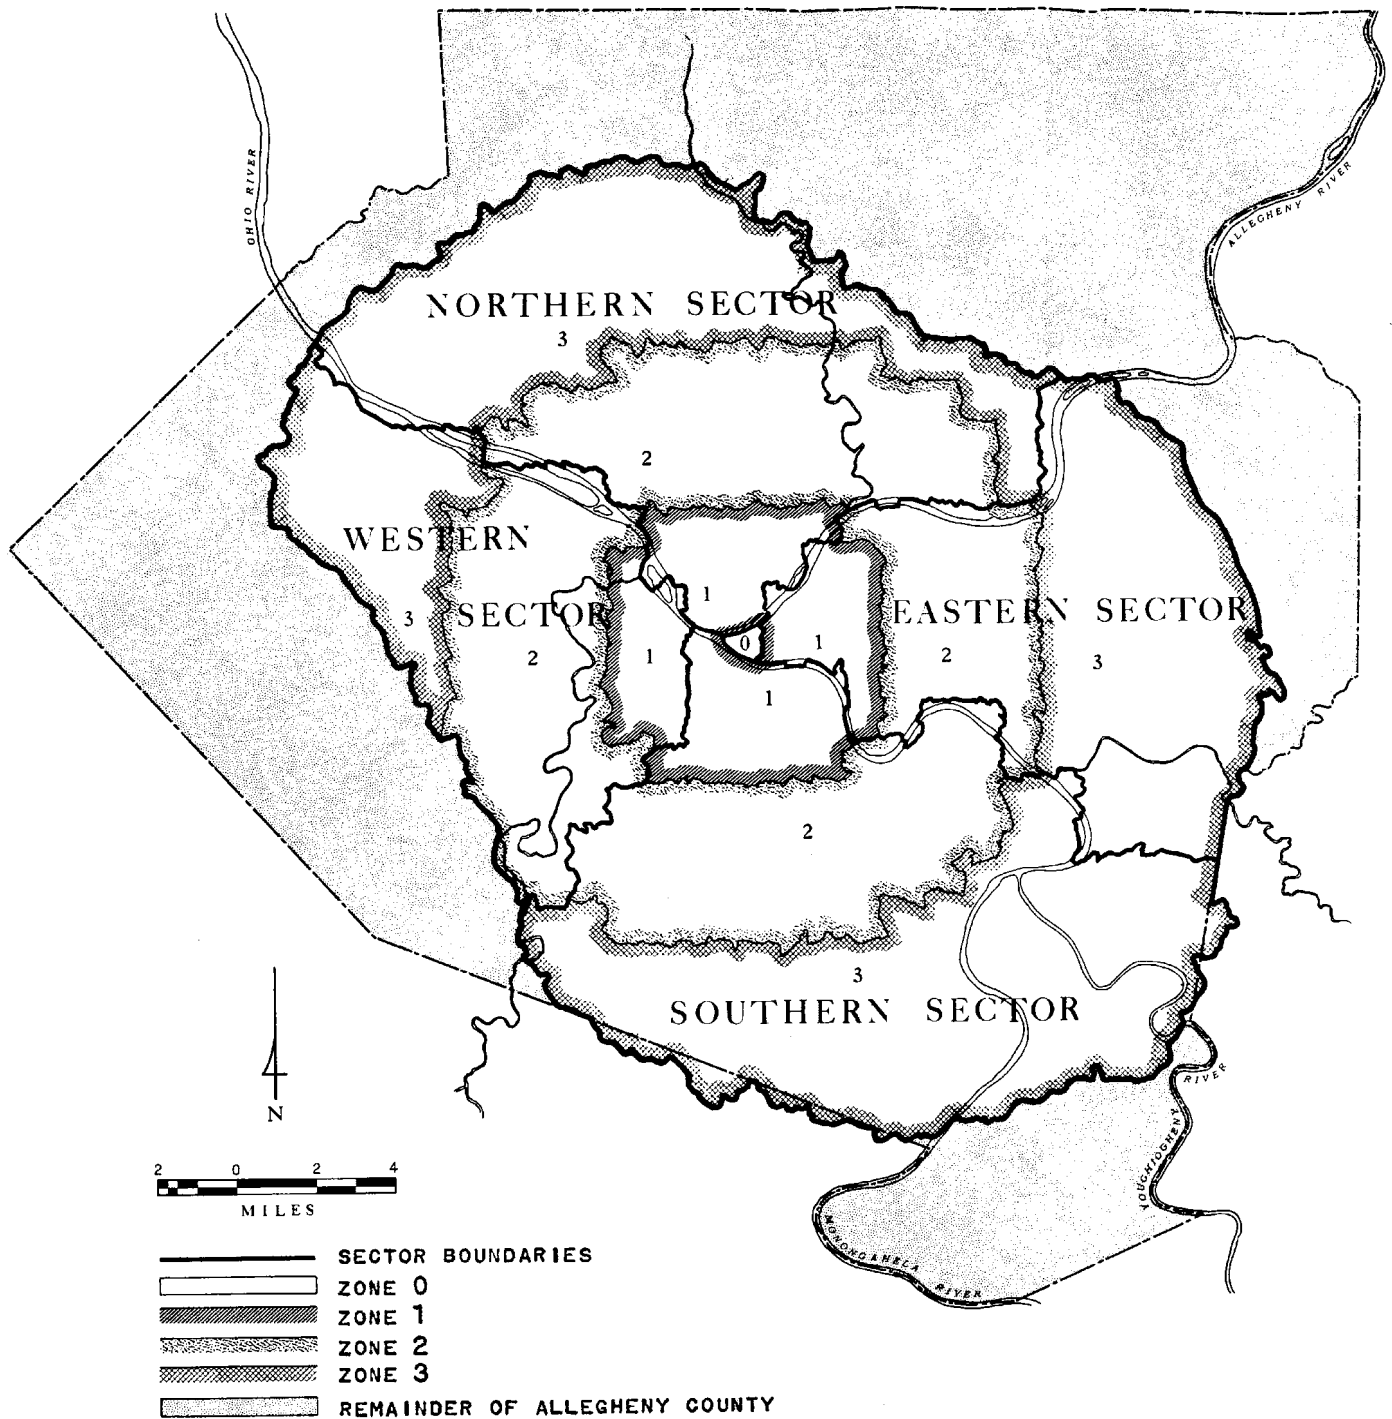 OHIO RIVER
ALLEGHENY RIVER
NORTHERN SECTOR
3
2
WESTERN
SECTOR
3
2
1
1
0
1
1
EASTERN SECTOR
2
3
2
3
SOUTHERN SECTOR
YOUGHIOGHENY RIVER
MONONGAHELA RIVER
N
2 0 2 4
MILES
SECTOR BOUNDARIES
ZONE 0
ZONE 1
ZONE 2
ZONE 3
REMAINDER OF ALLEGHENY COUNTY